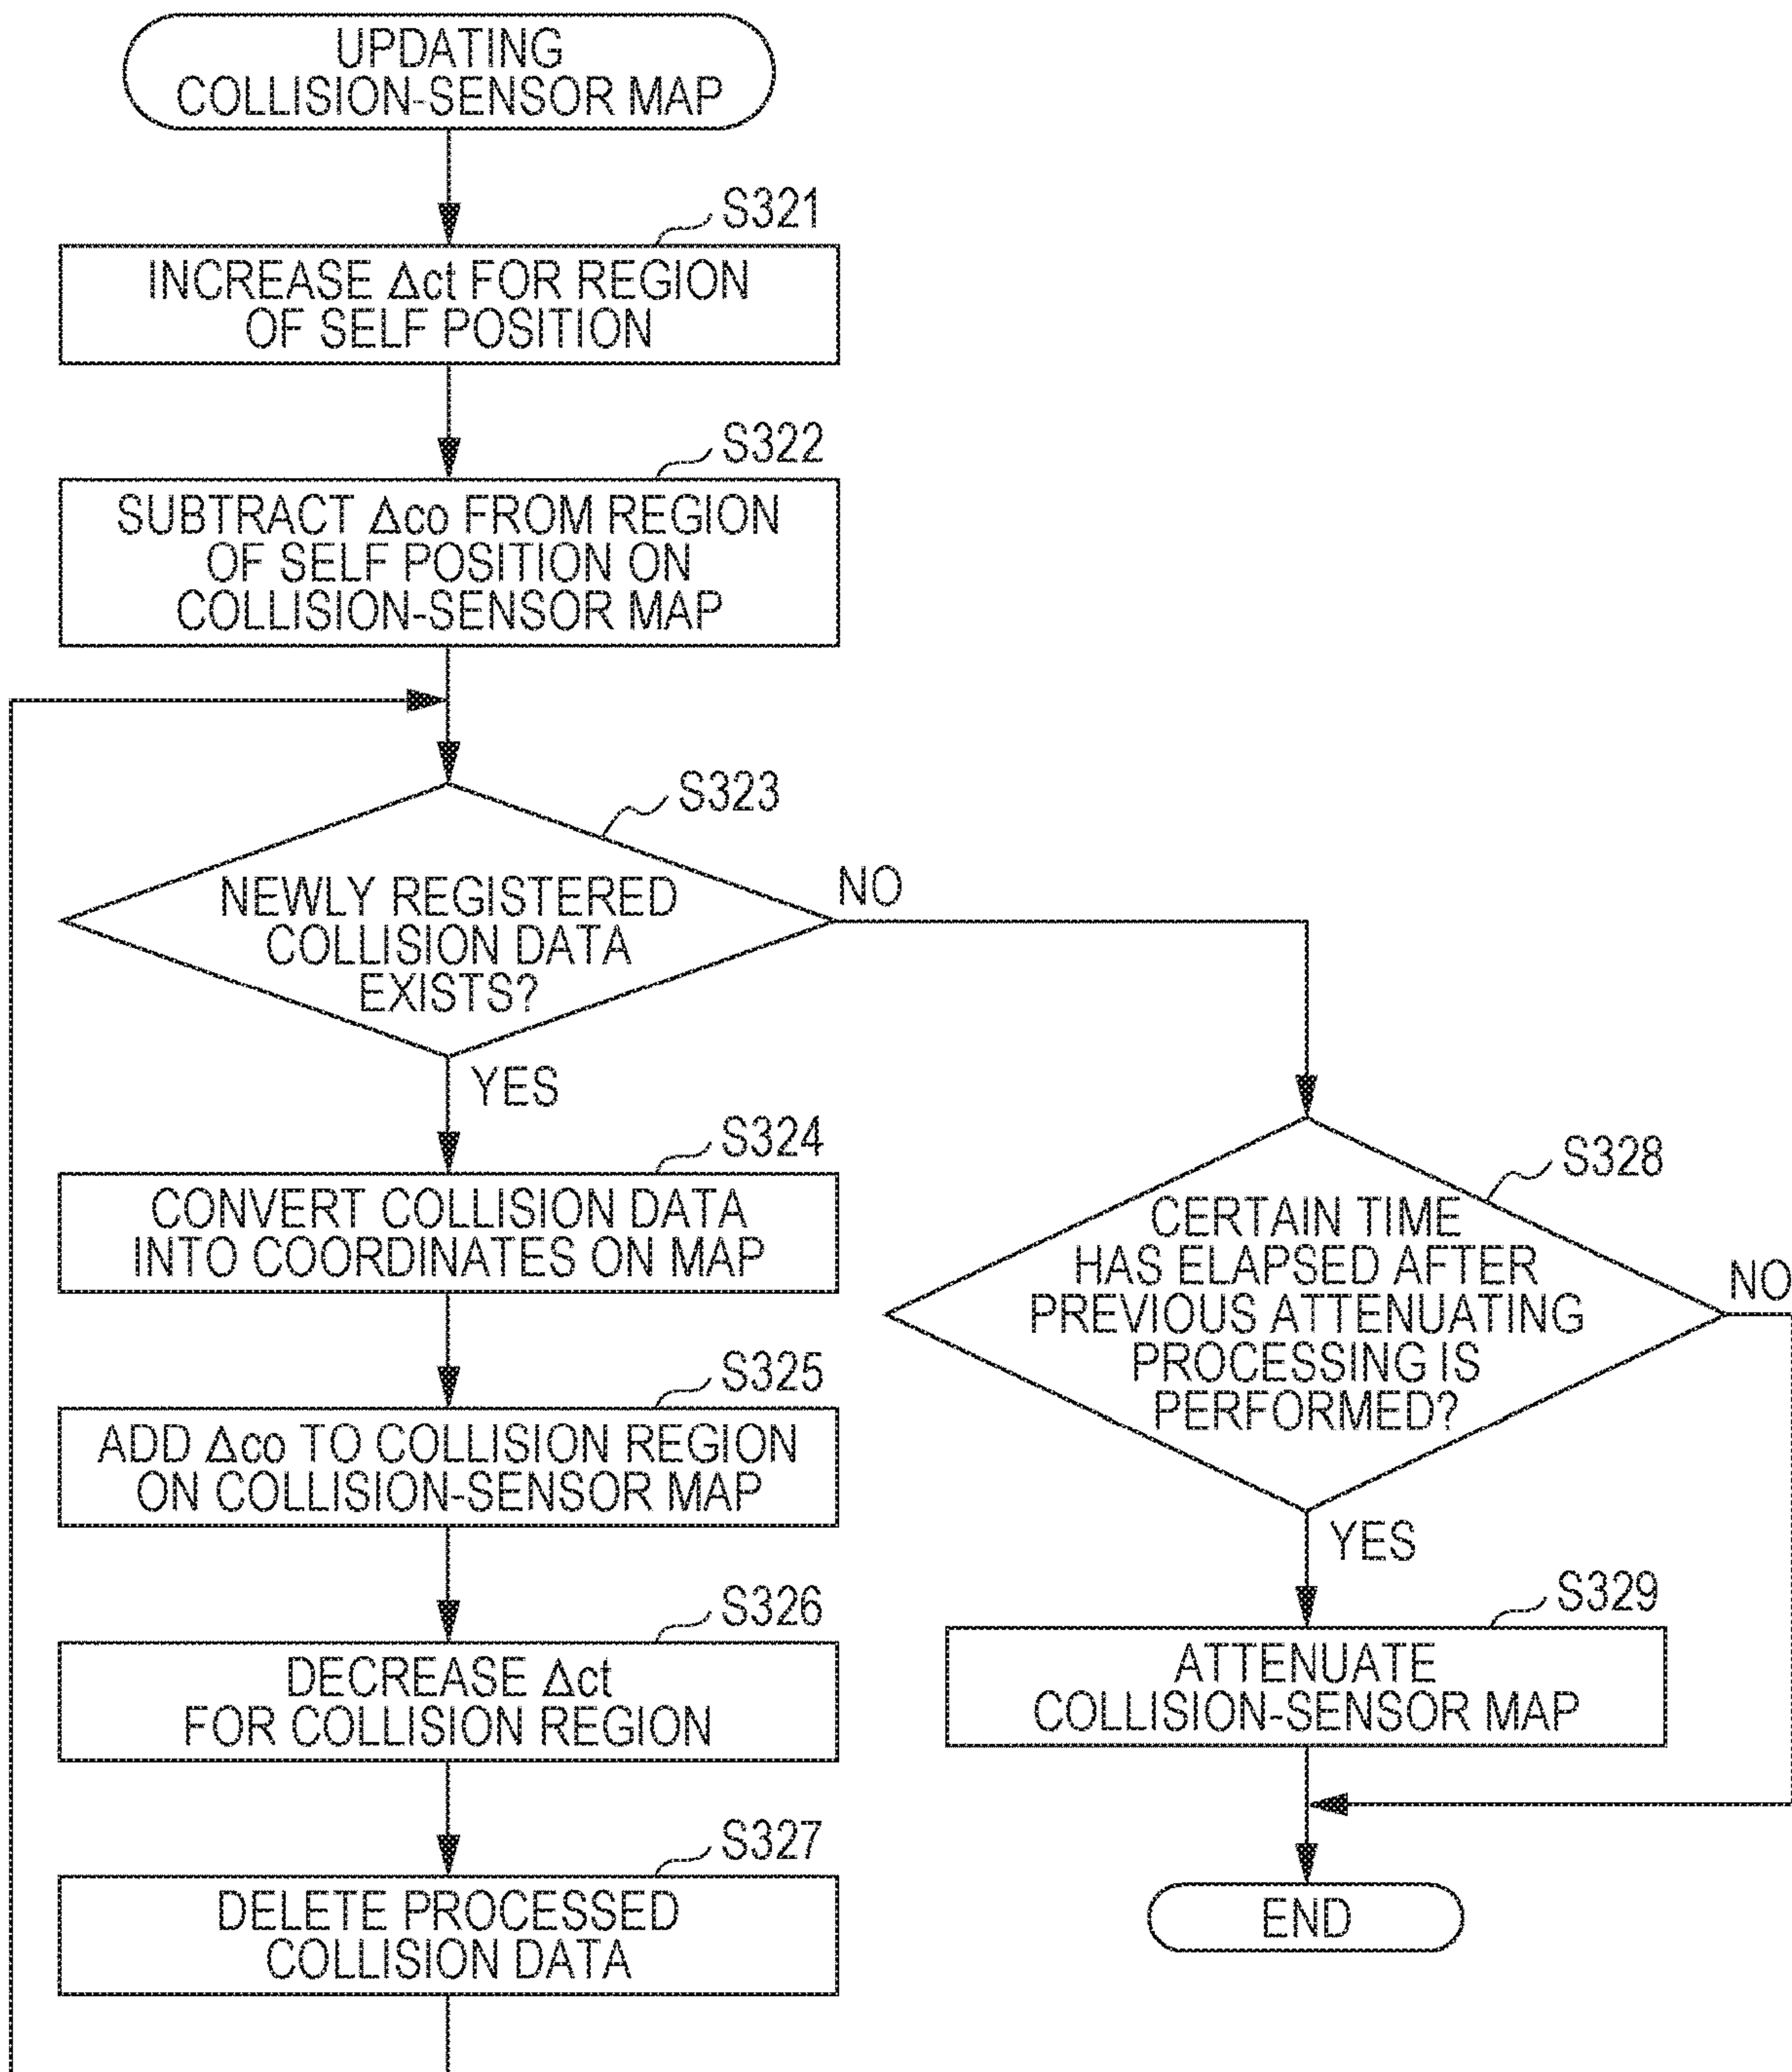 UPDATING
COLLISION-SENSOR MAP
S321
INCREASE Δct FOR REGION
OF SELF POSITION
S322
SUBTRACT Δco FROM REGION
OF SELF POSITION ON
COLLISION-SENSOR MAP
S323
NEWLY REGISTERED
COLLISION DATA
EXISTS?
NO
YES
S324
CONVERT COLLISION DATA
INTO COORDINATES ON MAP
S325
ADD Δco TO COLLISION REGION
ON COLLISION-SENSOR MAP
S326
DECREASE Δct
FOR COLLISION REGION
S327
DELETE PROCESSED
COLLISION DATA
S328
CERTAIN TIME
HAS ELAPSED AFTER
PREVIOUS ATTENUATING
PROCESSING IS
PERFORMED?
NO
YES
S329
ATTENUATE
COLLISION-SENSOR MAP
END